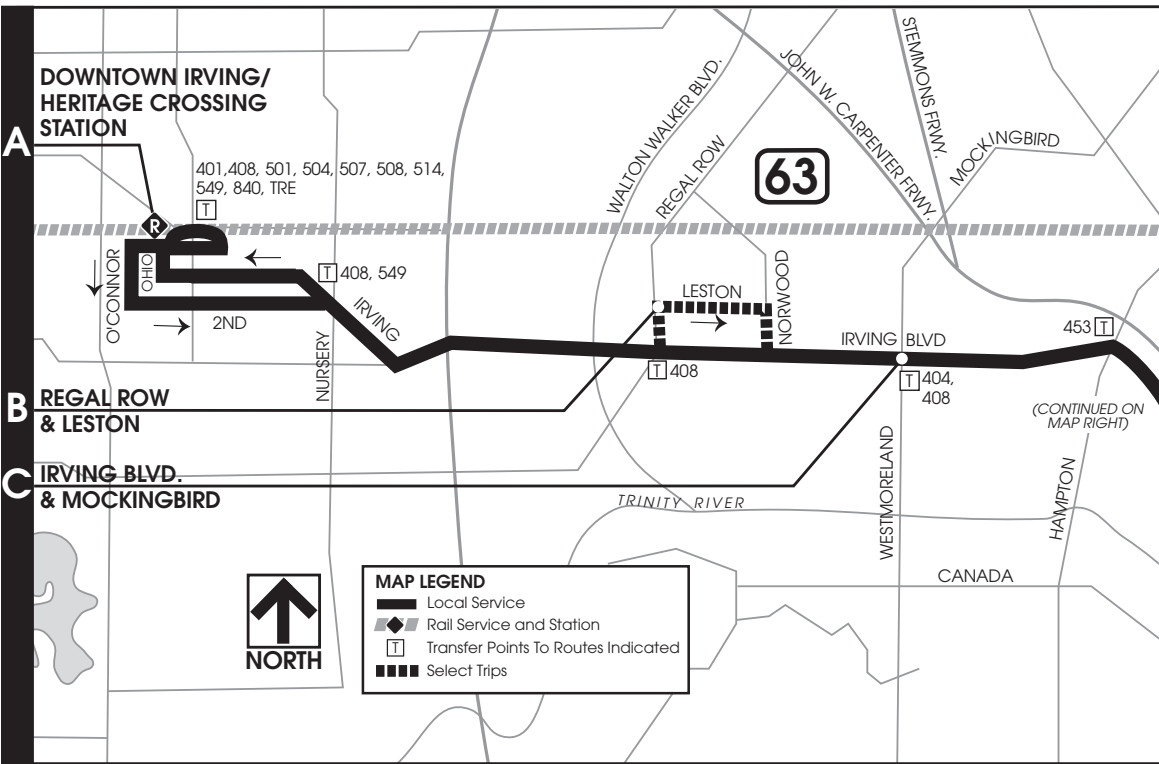 A
DOWNTOWN IRVING/
HERITAGE CROSSING
STATION
401,408, 501, 504, 507, 508, 514,
549, 840, TRE
T
R
63
WALTON WALKER BLVD.
REGAL ROW
JOHN W. CARPENTER FRWY.
STEMMONS FRWY.
MOCKINGBIRD
O'CONNOR
OHIO
T 408, 549
2ND
IRVING
NURSERY
LESTON
NORWOOD
IRVING BLVD
453 T
T 408
T 404,
408
(CONTINUED ON
MAP RIGHT)
B
REGAL ROW
& LESTON
C
IRVING BLVD.
& MOCKINGBIRD
TRINITY RIVER
WESTMORELAND
HAMPTON
CANADA
NORTH
MAP LEGEND
Local Service
Rail Service and Station
T Transfer Points To Routes Indicated
Select Trips